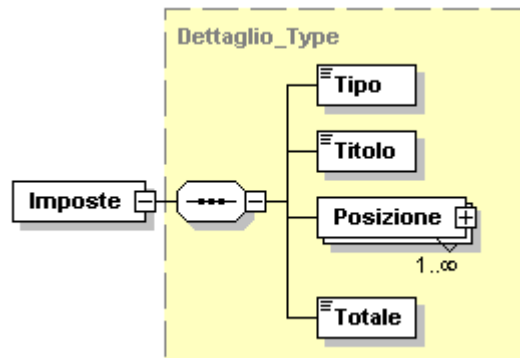 Dettaglio_Type
Tipo
Titolo
Imposte
Posizione
1..∞
Totale